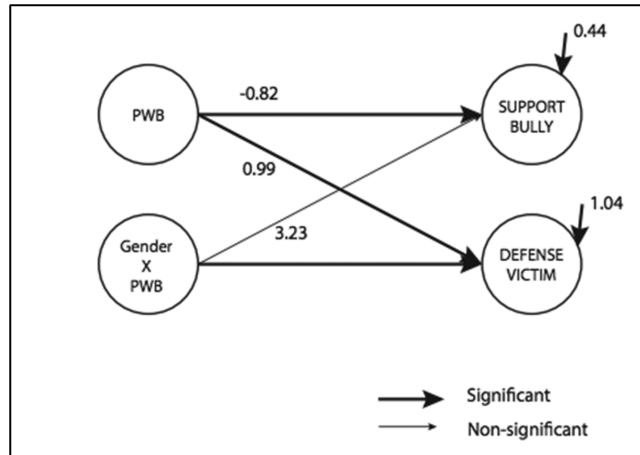 0.44
-0.82
PWB
SUPPORT
BULLY
0.99
1.04
3.23
Gender
X
PWB
DEFENSE
VICTIM
Significant
Non-significant